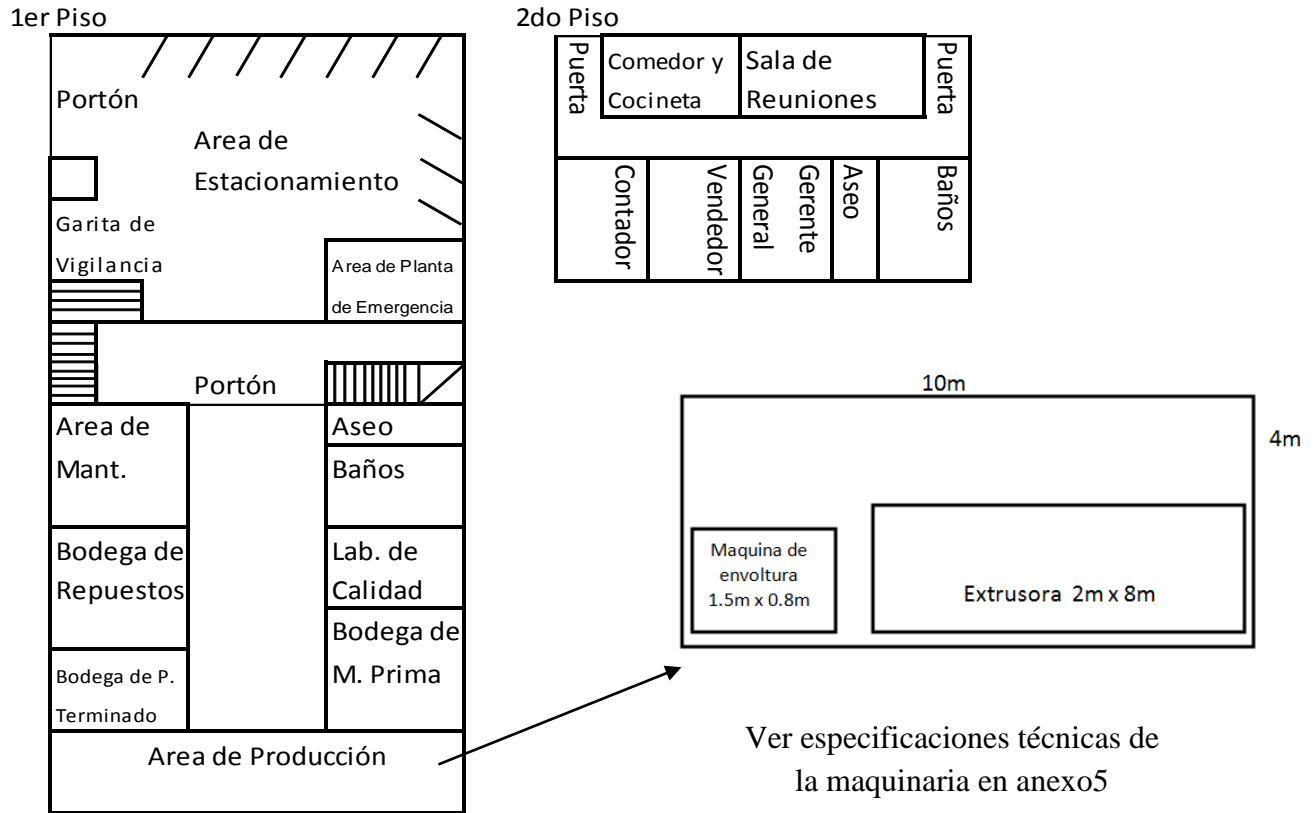 1er Piso
Portón
Area de
Estacionamiento
Garita de
Vigilancia
Area de Planta
de Emergencia
Portón
Area de
Mant.
Aseo
Baños
Bodega de
Repuestos
Lab. de
Calidad
Bodega de
M. Prima
Bodega de P.
Terminado
Area de Producción
2do Piso
Puerta
Comedor y
Cocineta
Sala de
Reuniones
Puerta
Contador
Vendedor
Gerente
General
Aseo
Baños
10m
4m
Maquina de
envoltura
1.5m x 0.8m
Extrusora 2m x 8m
Ver especificaciones técnicas de
la maquinaria en anexo5